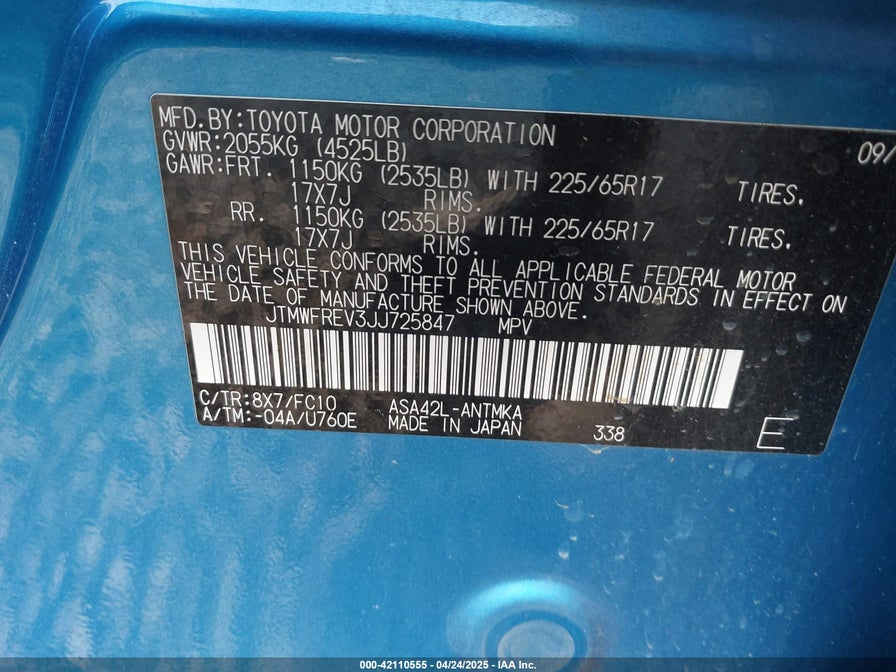 MFD.BY:TOYOTA MOTOR CORPORATION 09/
GVWR:2055KG (4525LB)
GAWR:FRT. 1150KG (2535LB) WITH 225/65R17 TIRES.
17X7J RIMS.
RR. 1150KG (2535LB) WITH 225/65R17 TIRES.
17X7J RIMS.
THIS VEHICLE CONFORMS TO ALL APPLICABLE FEDERAL MOTOR
VEHICLE SAFETY AND THEFT PREVENTION STANDARDS IN EFFECT ON
THE DATE OF MANUFACTURE SHOWN ABOVE.
JTMWFREV3JJ725847 MPV
C/TR:8X7/FC10 ASA42L-ANTMKA
A/TM:-04A/U760E MADE IN JAPAN 338 E
000-42110555 - 04/24/2025 - IAA Inc.